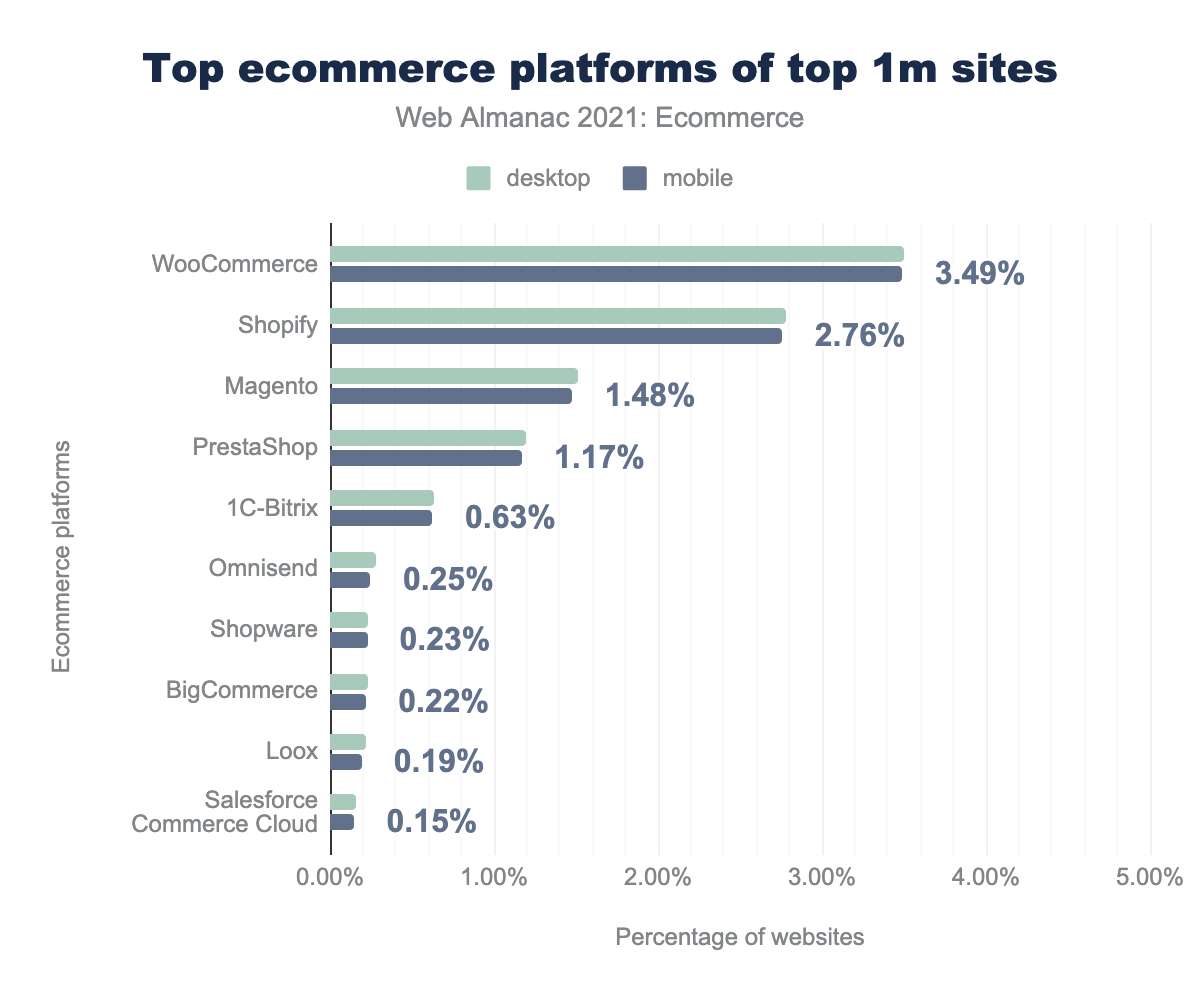 Top ecommerce platforms of top 1m sites
Web Almanac 2021: Ecommerce
desktop
mobile
Ecommerce platforms
WooCommerce
3.49%
Shopify
2.76%
Magento
1.48%
PrestaShop
1.17%
1C-Bitrix
0.63%
Omnisend
0.25%
Shopware
0.23%
BigCommerce
0.22%
Loox
0.19%
Salesforce
Commerce Cloud
0.15%
0.00%
1.00%
2.00%
3.00%
4.00%
5.00%
Percentage of websites